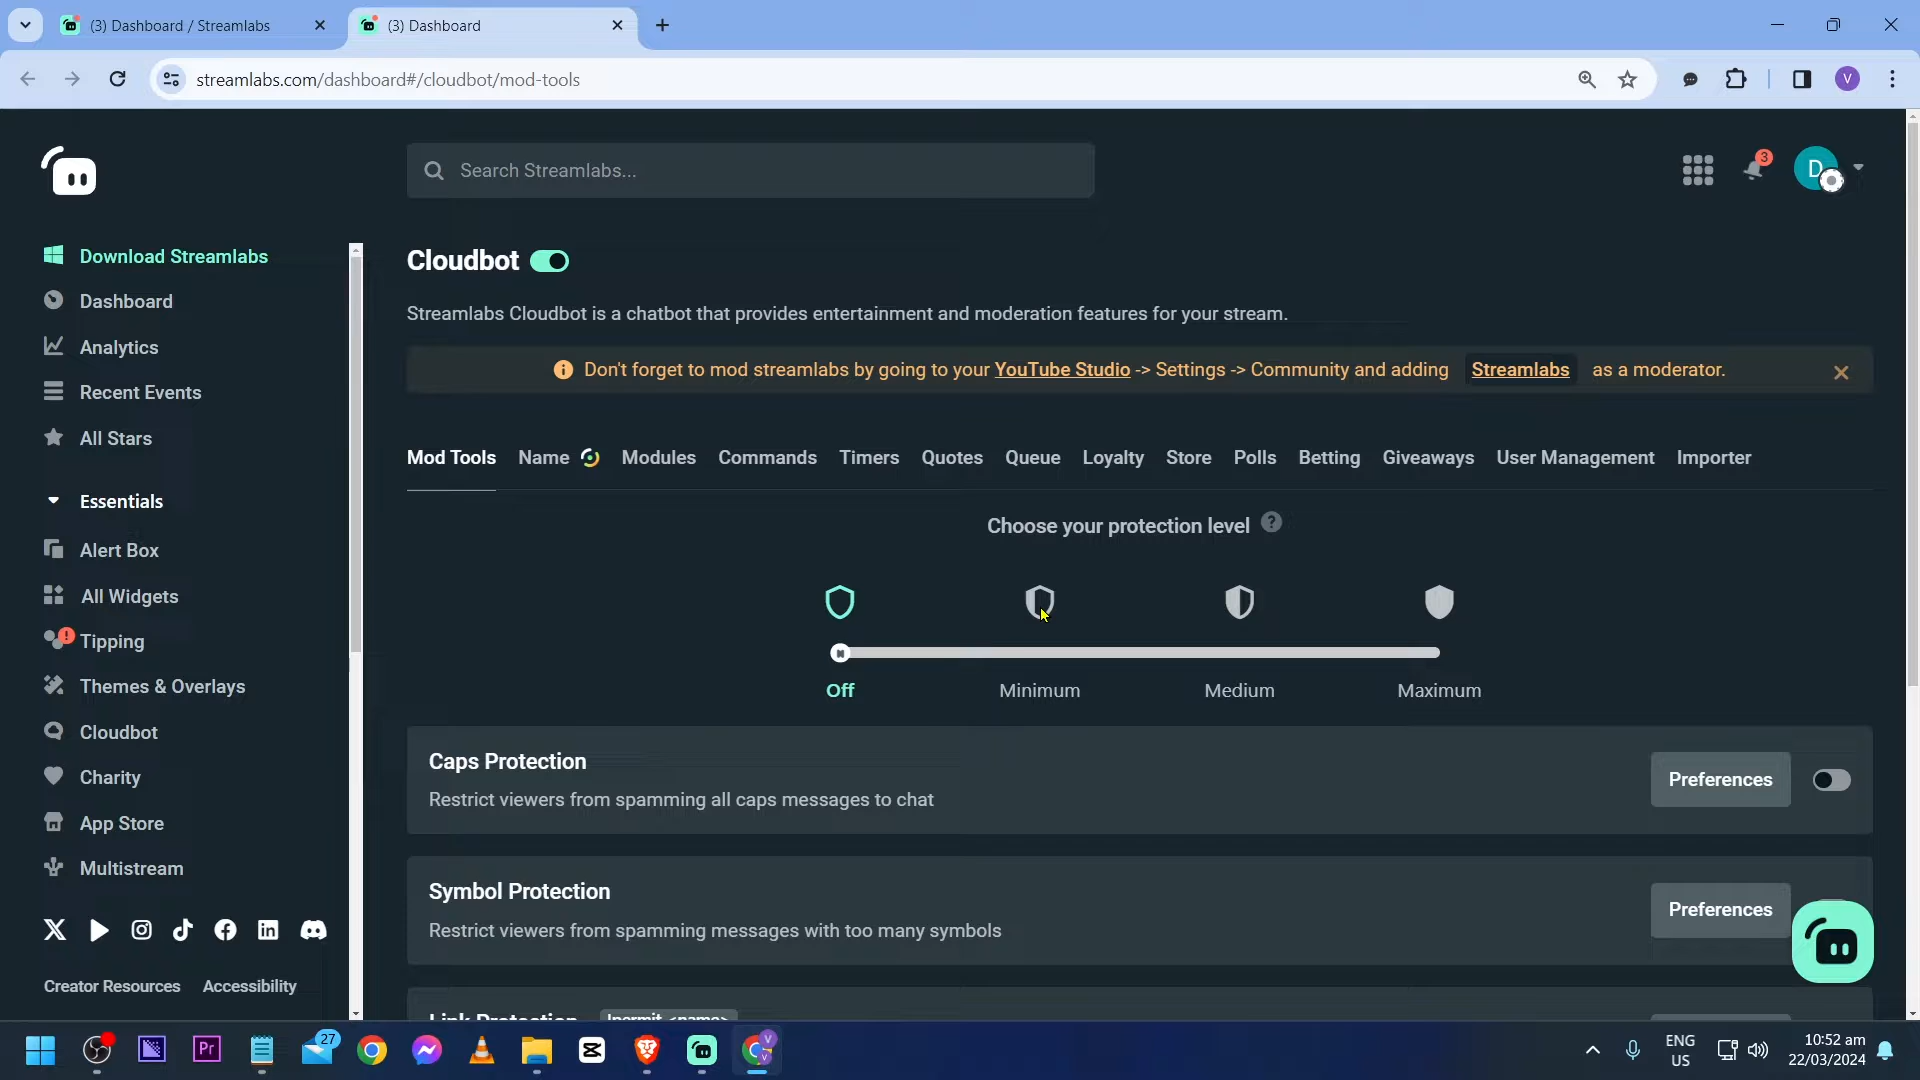 (3) Dashboard / Streamlabs
(3) Dashboard
streamlabs.com/dashboard#/cloudbot/mod-tools
V
Search Streamlabs...
3
D
Download Streamlabs
Dashboard
Analytics
Recent Events
All Stars
Essentials
Alert Box
All Widgets
Tipping
Themes & Overlays
Cloudbot
Charity
App Store
Multistream
Creator Resources Accessibility
Cloudbot
Streamlabs Cloudbot is a chatbot that provides entertainment and moderation features for your stream.
Don't forget to mod streamlabs by going to your YouTube Studio -> Settings -> Community and adding Streamlabs as a moderator.
Mod Tools Name Modules Commands Timers Quotes Queue Loyalty Store Polls Betting Giveaways User Management Importer
Choose your protection level ?
Off Minimum Medium Maximum
Caps Protection
Restrict viewers from spamming all caps messages to chat
Preferences
Symbol Protection
Restrict viewers from spamming messages with too many symbols
Preferences
Link Protection !permit <name>
Pr
27
V
V
ENG
US
10:52 am
22/03/2024